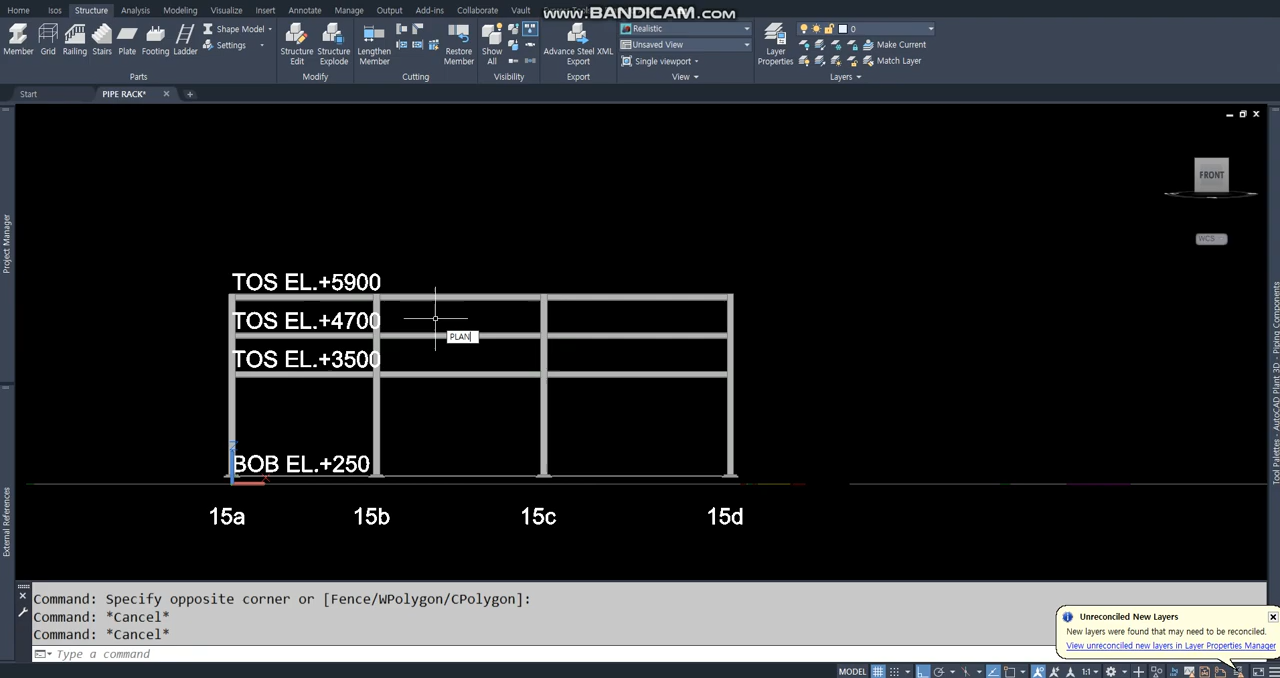 www.BANDICAM.com
Home Isos Structure Analysis Modeling Visualize Insert Annotate Manage Output Add-ins Collaborate Vault
Member Grid Railing Stairs Plate Footing Ladder
Shape Model
Settings
Structure Edit
Structure Explode
Lengthen Member
Restore Member
Show All
Advance Steel XML Export
Realistic
Unsaved View
Single viewport
Layer Properties
0
Make Current
Match Layer
Parts Modify Cutting Visibility Export View Layers
Start PIPE RACK*
Project Manager
External References
FRONT
WCS
TOS EL.+5900
TOS EL.+4700
PLAN
TOS EL.+3500
BOB EL.+250
15a 15b 15c 15d
Tool Palettes - AutoCAD Plant 3D - Piping Components
Command: Specify opposite corner or [Fence/WPolygon/CPolygon]:
Command: *Cancel*
Command: *Cancel*
Type a command
Unreconciled New Layers
New layers were found that may need to be reconciled.
View unreconciled new layers in Layer Properties Manager
MODEL
1:1